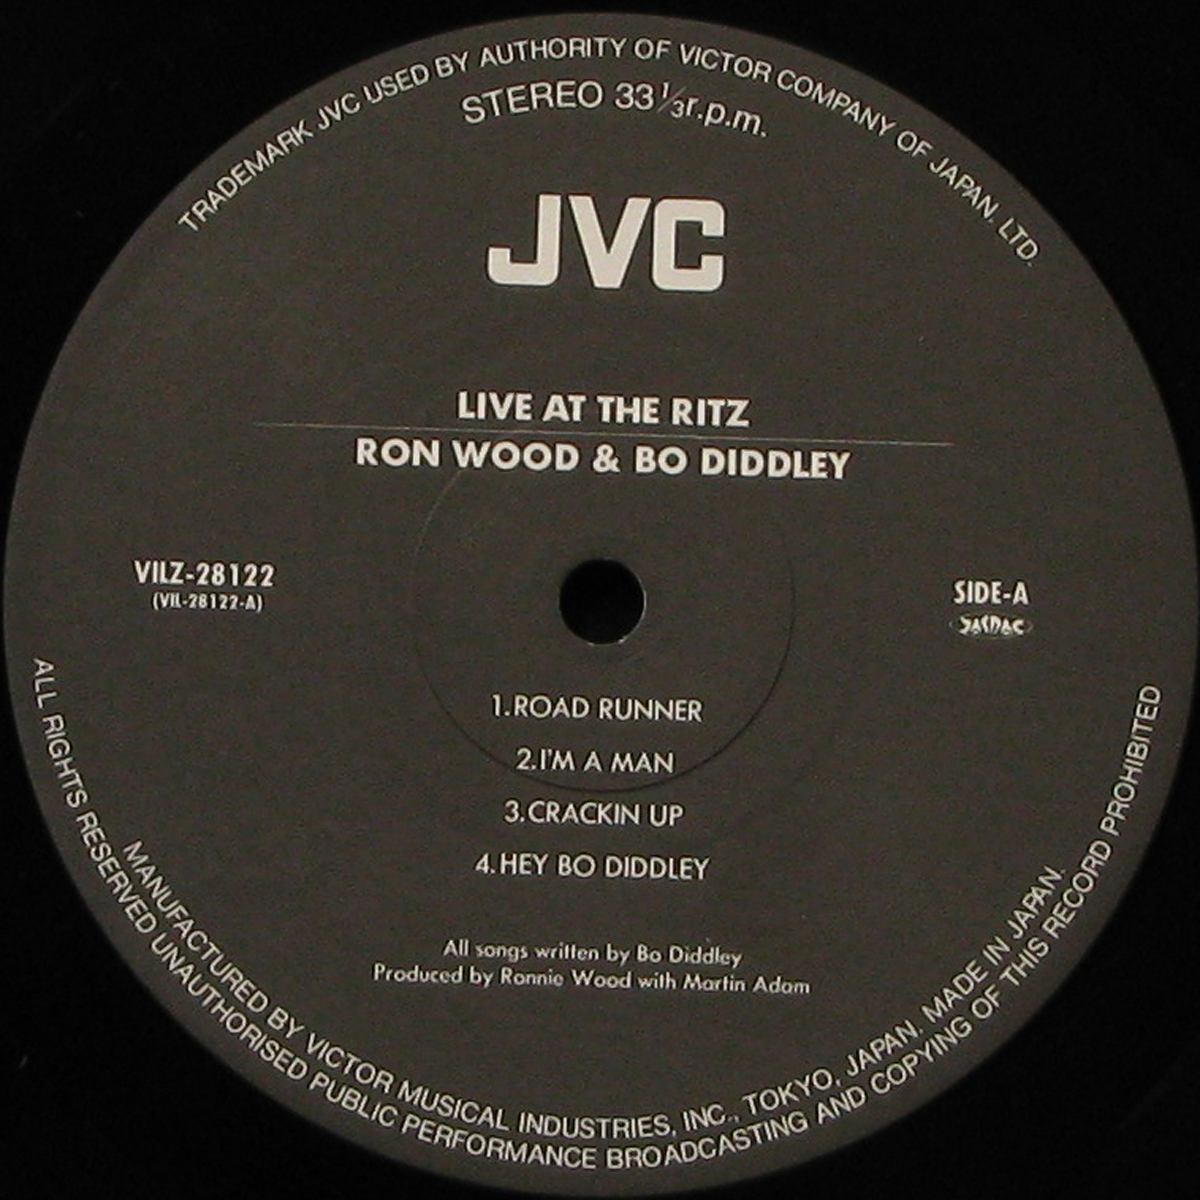 TRADEMARK JVC USED BY AUTHORITY OF VICTOR COMPANY OF JAPAN. LTD.
STEREO 33 1/3 r.p.m.
JVC
LIVE AT THE RITZ
RON WOOD & BO DIDDLEY
VILZ-28122
(VIL-28122-A)
SIDE-A
JASRAC
1.ROAD RUNNER
2.I'M A MAN
3.CRACKIN UP
4.HEY BO DIDDLEY
All songs written by Bo Diddley
Produced by Ronnie Wood with Martin Adam
MANUFACTURED BY VICTOR MUSICAL INDUSTRIES, INC., TOKYO, JAPAN. MADE IN JAPAN.
ALL RIGHTS RESERVED UNAUTHORISED PUBLIC PERFORMANCE BROADCASTING AND COPYING OF THIS RECORD PROHIBITED